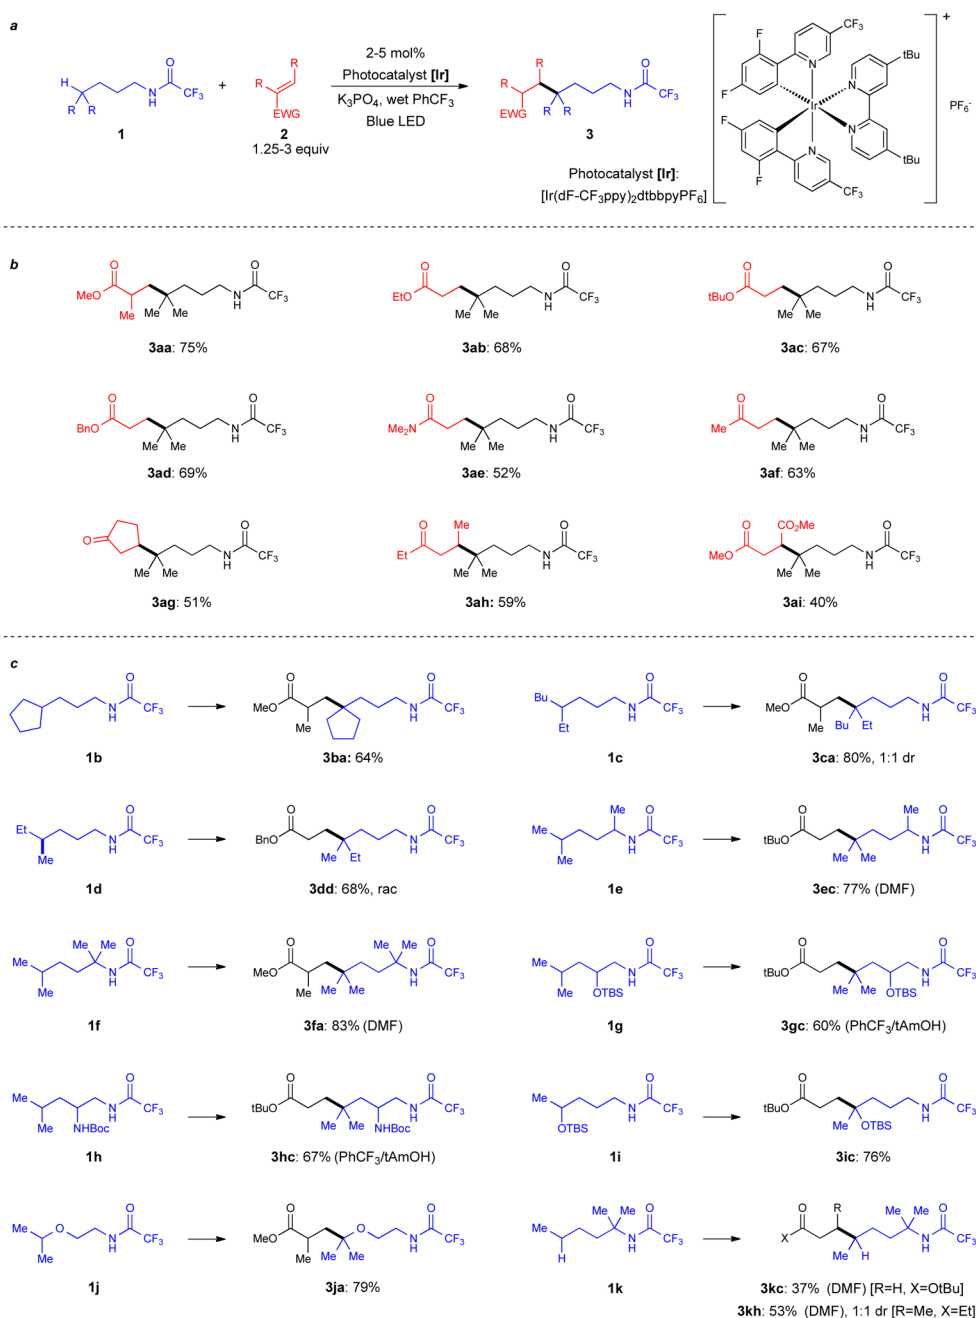 a
H
R R
N
H
O
CF3
1
+
R
R
EWG
2
1.25-3 equiv
2-5 mol%
Photocatalyst [Ir]
K3PO4, wet PhCF3
Blue LED
R R
EWG
R R
N
H
O
CF3
3
Photocatalyst [Ir]:
[Ir(dF-CF3ppy)2dtbbpyPF6]
F
F
F
F
N
N
N
N
Ir
CF3
CF3
tBu
tBu
+
PF6-
b
O
MeO
Me
Me Me
N
H
O
CF3
3aa: 75%
O
EtO
Me Me
N
H
O
CF3
3ab: 68%
O
tBuO
Me Me
N
H
O
CF3
3ac: 67%
O
BnO
Me Me
N
H
O
CF3
3ad: 69%
O
Me2N
Me Me
N
H
O
CF3
3ae: 52%
O
Me
Me Me
N
H
O
CF3
3af: 63%
O
Me Me
N
H
O
CF3
3ag: 51%
O
Et
Me
Me Me
N
H
O
CF3
3ah: 59%
O
MeO
CO2Me
Me Me
N
H
O
CF3
3ai: 40%
c
N
H
O
CF3
1b
O
MeO
Me
N
H
O
CF3
3ba: 64%
Bu
Et
N
H
O
CF3
1c
O
MeO
Me
Bu Et
N
H
O
CF3
3ca: 80%, 1:1 dr
Et
Me
N
H
O
CF3
1d
O
BnO
Me Et
N
H
O
CF3
3dd: 68%, rac
Me
Me
Me
N
H
O
CF3
1e
O
tBuO
Me Me
Me
N
H
O
CF3
3ec: 77% (DMF)
Me
Me
Me Me
N
H
O
CF3
1f
O
MeO
Me
Me Me
Me Me
N
H
O
CF3
3fa: 83% (DMF)
Me
Me
OTBS
N
H
O
CF3
1g
O
tBuO
Me Me
OTBS
N
H
O
CF3
3gc: 60% (PhCF3/tAmOH)
Me
Me
NHBoc
N
H
O
CF3
1h
O
tBuO
Me Me
NHBoc
N
H
O
CF3
3hc: 67% (PhCF3/tAmOH)
Me
OTBS
N
H
O
CF3
1i
O
tBuO
Me OTBS
N
H
O
CF3
3ic: 76%
Me
Me
O
N
H
O
CF3
1j
O
MeO
Me
Me Me
O
N
H
O
CF3
3ja: 79%
Me
H
Me Me
N
H
O
CF3
1k
O
X
R
Me H
Me Me
N
H
O
CF3
3kc: 37% (DMF) [R=H, X=OtBu]
3kh: 53% (DMF), 1:1 dr [R=Me, X=Et]